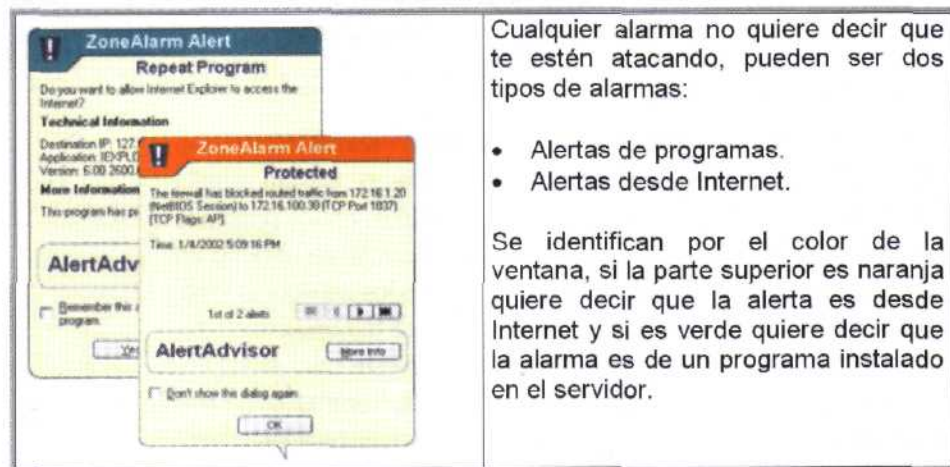 ZoneAlarm Alert
Repeat Program
Do you want to allow Internet Explorer to access the
Internet?
Technical Information
Destination IP: 127.
Application: IEXPLO
Version: 6.00.2600.
More Information
This program has pr
AlertAdv
Remember this a
program.
Yes
ZoneAlarm Alert
Protected
The firewall has blocked routed traffic from 172.16.1.20
(NetBIOS Session) to 172.16.100.39 (TCP Port 1837)
[TCP Flags: AP].
Time: 1/4/2002 5:09:16 PM
1st of 2 alerts
AlertAdvisor
More Info
Don't show this dialog again
OK
Cualquier alarma no quiere decir que
te estén atacando, pueden ser dos
tipos de alarmas:
• Alertas de programas.
• Alertas desde Internet.
Se identifican por el color de la
ventana, si la parte superior es naranja
quiere decir que la alerta es desde
Internet y si es verde quiere decir que
la alarma es de un programa instalado
en el servidor.